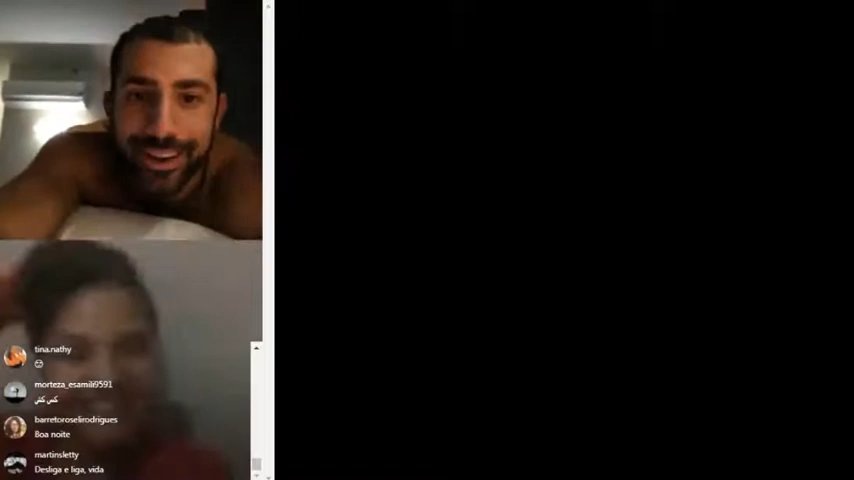 tina.nathy
😍
morteza_esamili9591
کس کش
barretoroselirodrigues
Boa noite
martinsletty
Desliga e liga, vida